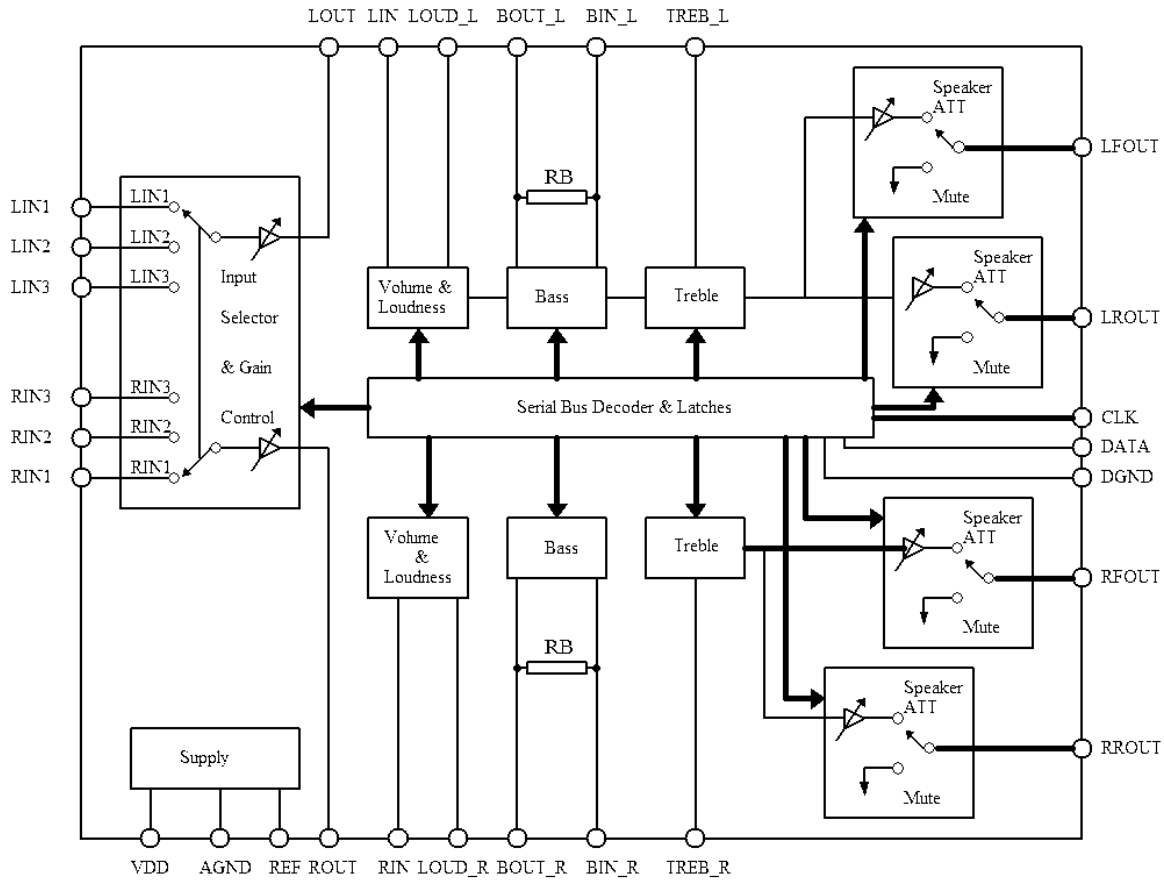 LOUT LIN LOUD_L BOUT_L BIN_L TREB_L
Speaker
ATT
Mute
LFOUT
RB
LIN1
LIN2
LIN3
LIN1
LIN2
LIN3
Input
Selector
& Gain
Control
RIN3
RIN2
RIN1
RIN3
RIN2
RIN1
Volume &
Loudness
Bass
Treble
Speaker
ATT
Mute
LROUT
Serial Bus Decoder & Latches
CLK
DATA
DGND
Volume
&
Loudness
Bass
Treble
Speaker
ATT
Mute
RFOUT
RB
Speaker
ATT
Mute
RROUT
Supply
VDD AGND REF ROUT RIN LOUD_R BOUT_R BIN_R TREB_R